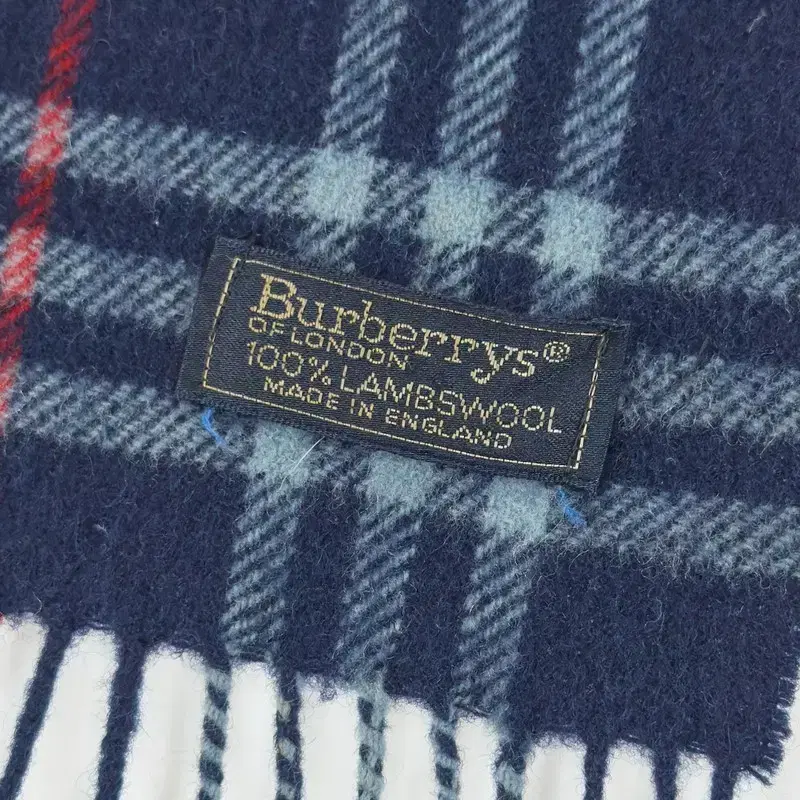 Burberrys®
OF LONDON
100% LAMBSWOOL
MADE IN ENGLAND